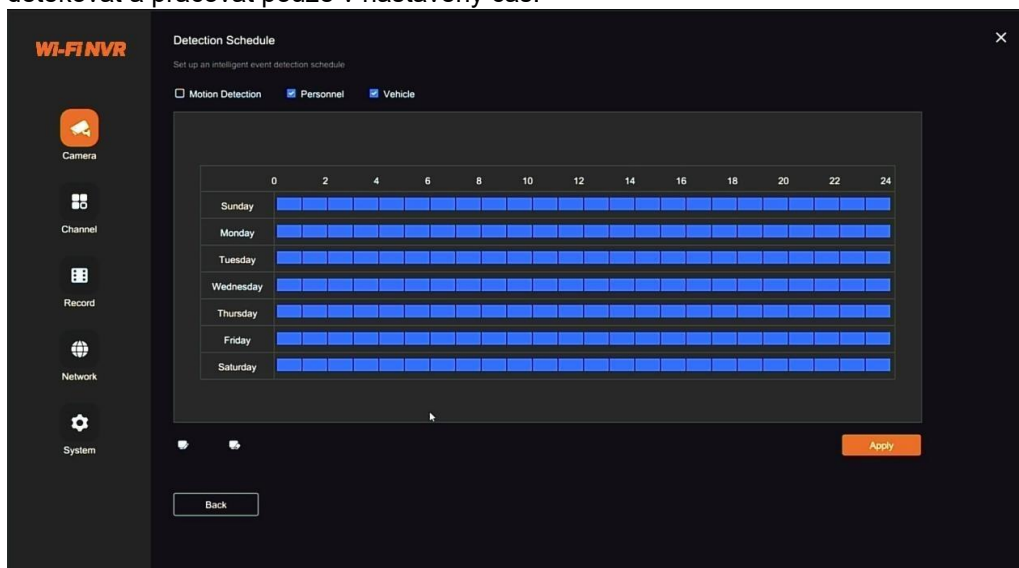 Wi-Fi NVR
Detection Schedule
Set up an intelligent event detection schedule
Motion Detection Personnel Vehicle
Camera
0 2 4 6 8 10 12 14 16 18 20 22 24
Sunday
Channel
Monday
Tuesday
Wednesday
Record
Thursday
Friday
Saturday
Network
System
Apply
Back